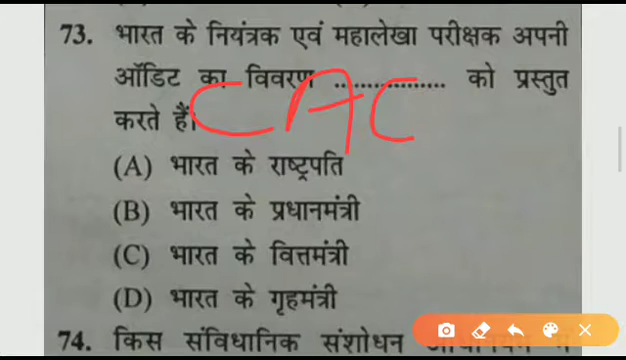 73. भारत के नियंत्रक एवं महालेखा परीक्षक अपनी
ऑडिट का विवरण ................. को प्रस्तुत
करते हैं।
CAC
(A) भारत के राष्ट्रपति
(B) भारत के प्रधानमंत्री
(C) भारत के वित्तमंत्री
(D) भारत के गृहमंत्री
74. किस संविधानिक संशोधन